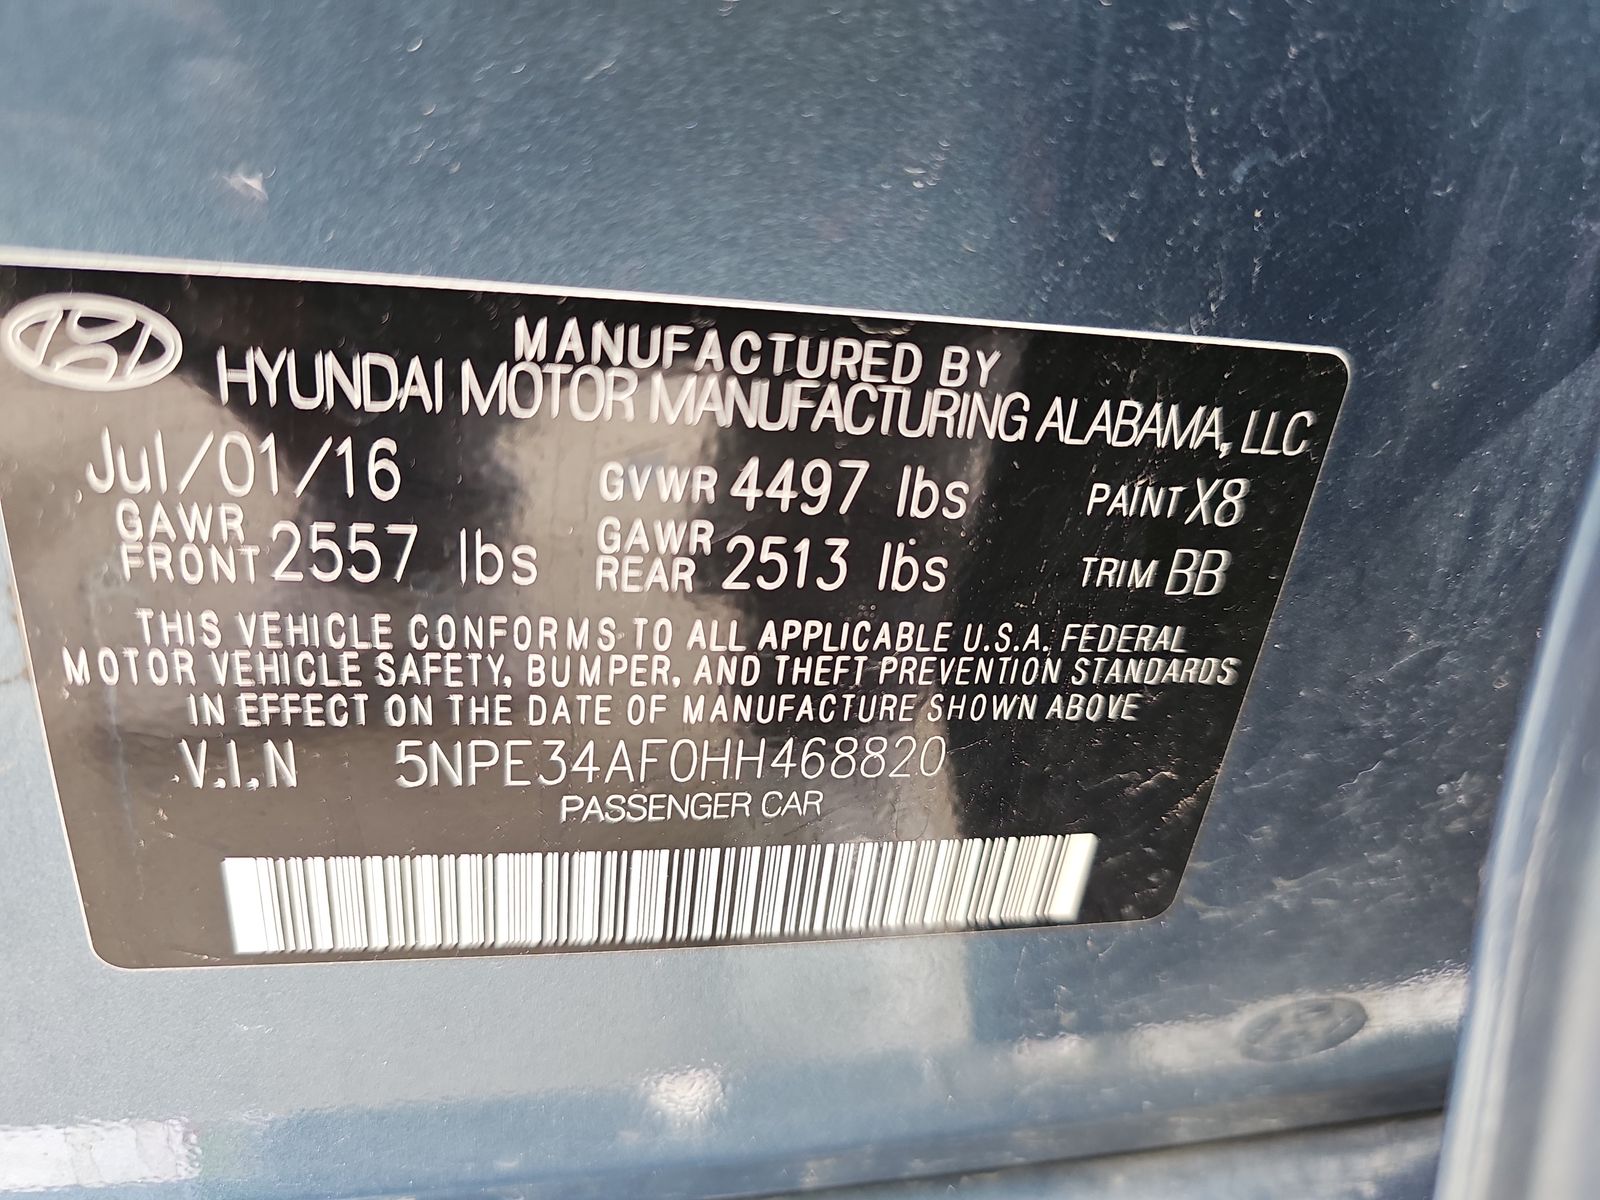 MANUFACTURED BY
HYUNDAI MOTOR MANUFACTURING ALABAMA, LLC
Jul/01/16 GVWR 4497 lbs PAINT X8
GAWR FRONT 2557 lbs GAWR REAR 2513 lbs TRIM BB
THIS VEHICLE CONFORMS TO ALL APPLICABLE U.S.A. FEDERAL
MOTOR VEHICLE SAFETY, BUMPER, AND THEFT PREVENTION STANDARDS
IN EFFECT ON THE DATE OF MANUFACTURE SHOWN ABOVE
V.I.N 5NPE34AF0HH468820
PASSENGER CAR